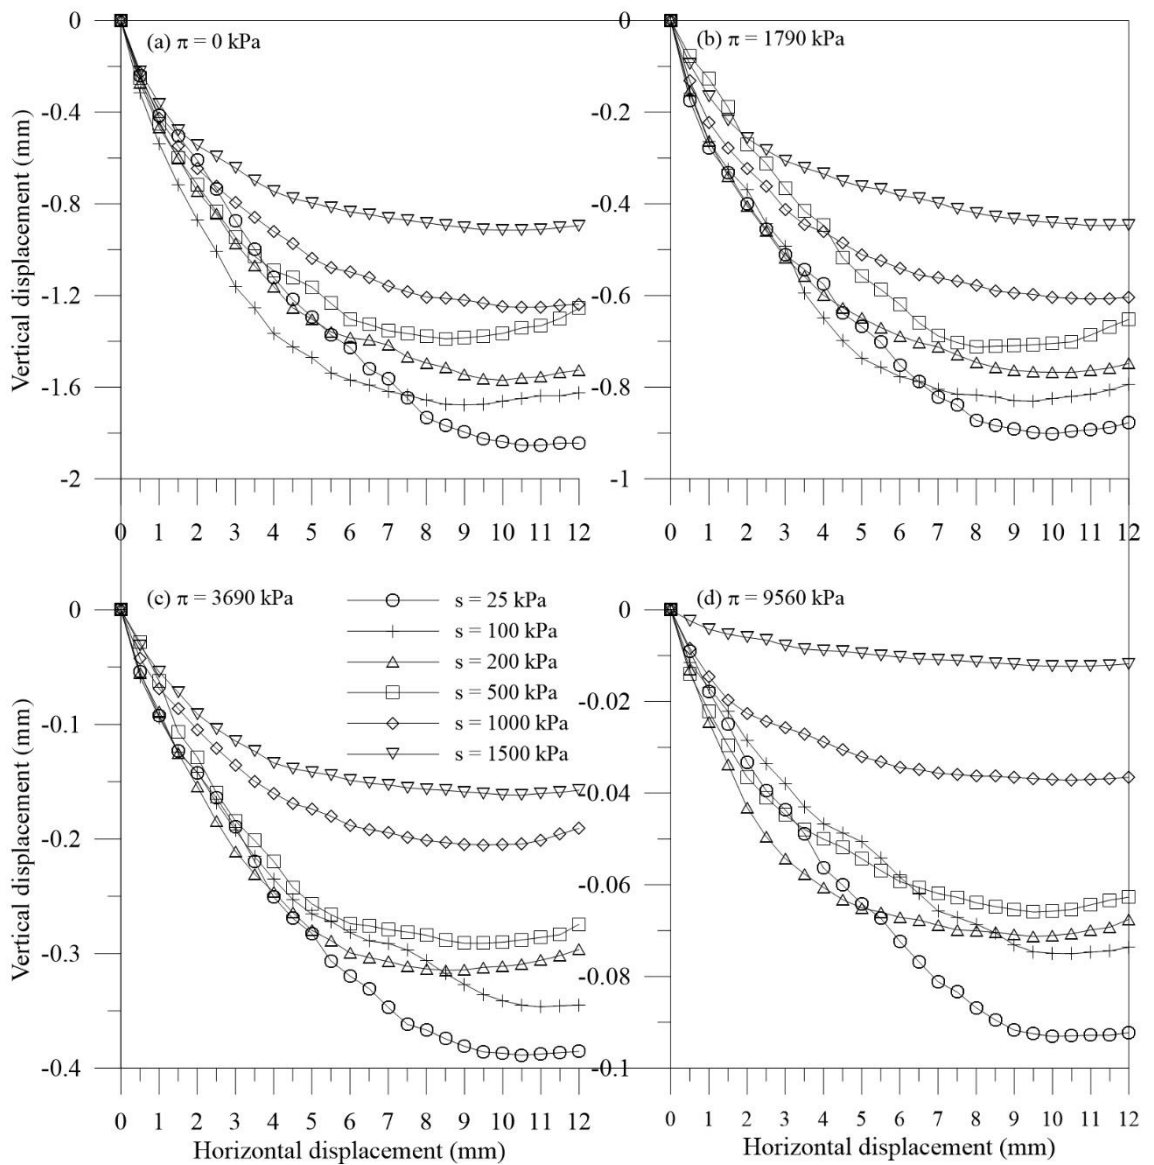 (a) π = 0 kPa
0
-0.4
-0.8
-1.2
-1.6
-2
Vertical displacement (mm)
0 1 2 3 4 5 6 7 8 9 10 11 12
(b) π = 1790 kPa
0
-0.2
-0.4
-0.6
-0.8
-1
0 1 2 3 4 5 6 7 8 9 10 11 12
(c) π = 3690 kPa
0
-0.1
-0.2
-0.3
-0.4
Vertical displacement (mm)
s = 25 kPa
s = 100 kPa
s = 200 kPa
s = 500 kPa
s = 1000 kPa
s = 1500 kPa
0 1 2 3 4 5 6 7 8 9 10 11 12
Horizontal displacement (mm)
(d) π = 9560 kPa
0
-0.02
-0.04
-0.06
-0.08
-0.1
0 1 2 3 4 5 6 7 8 9 10 11 12
Horizontal displacement (mm)